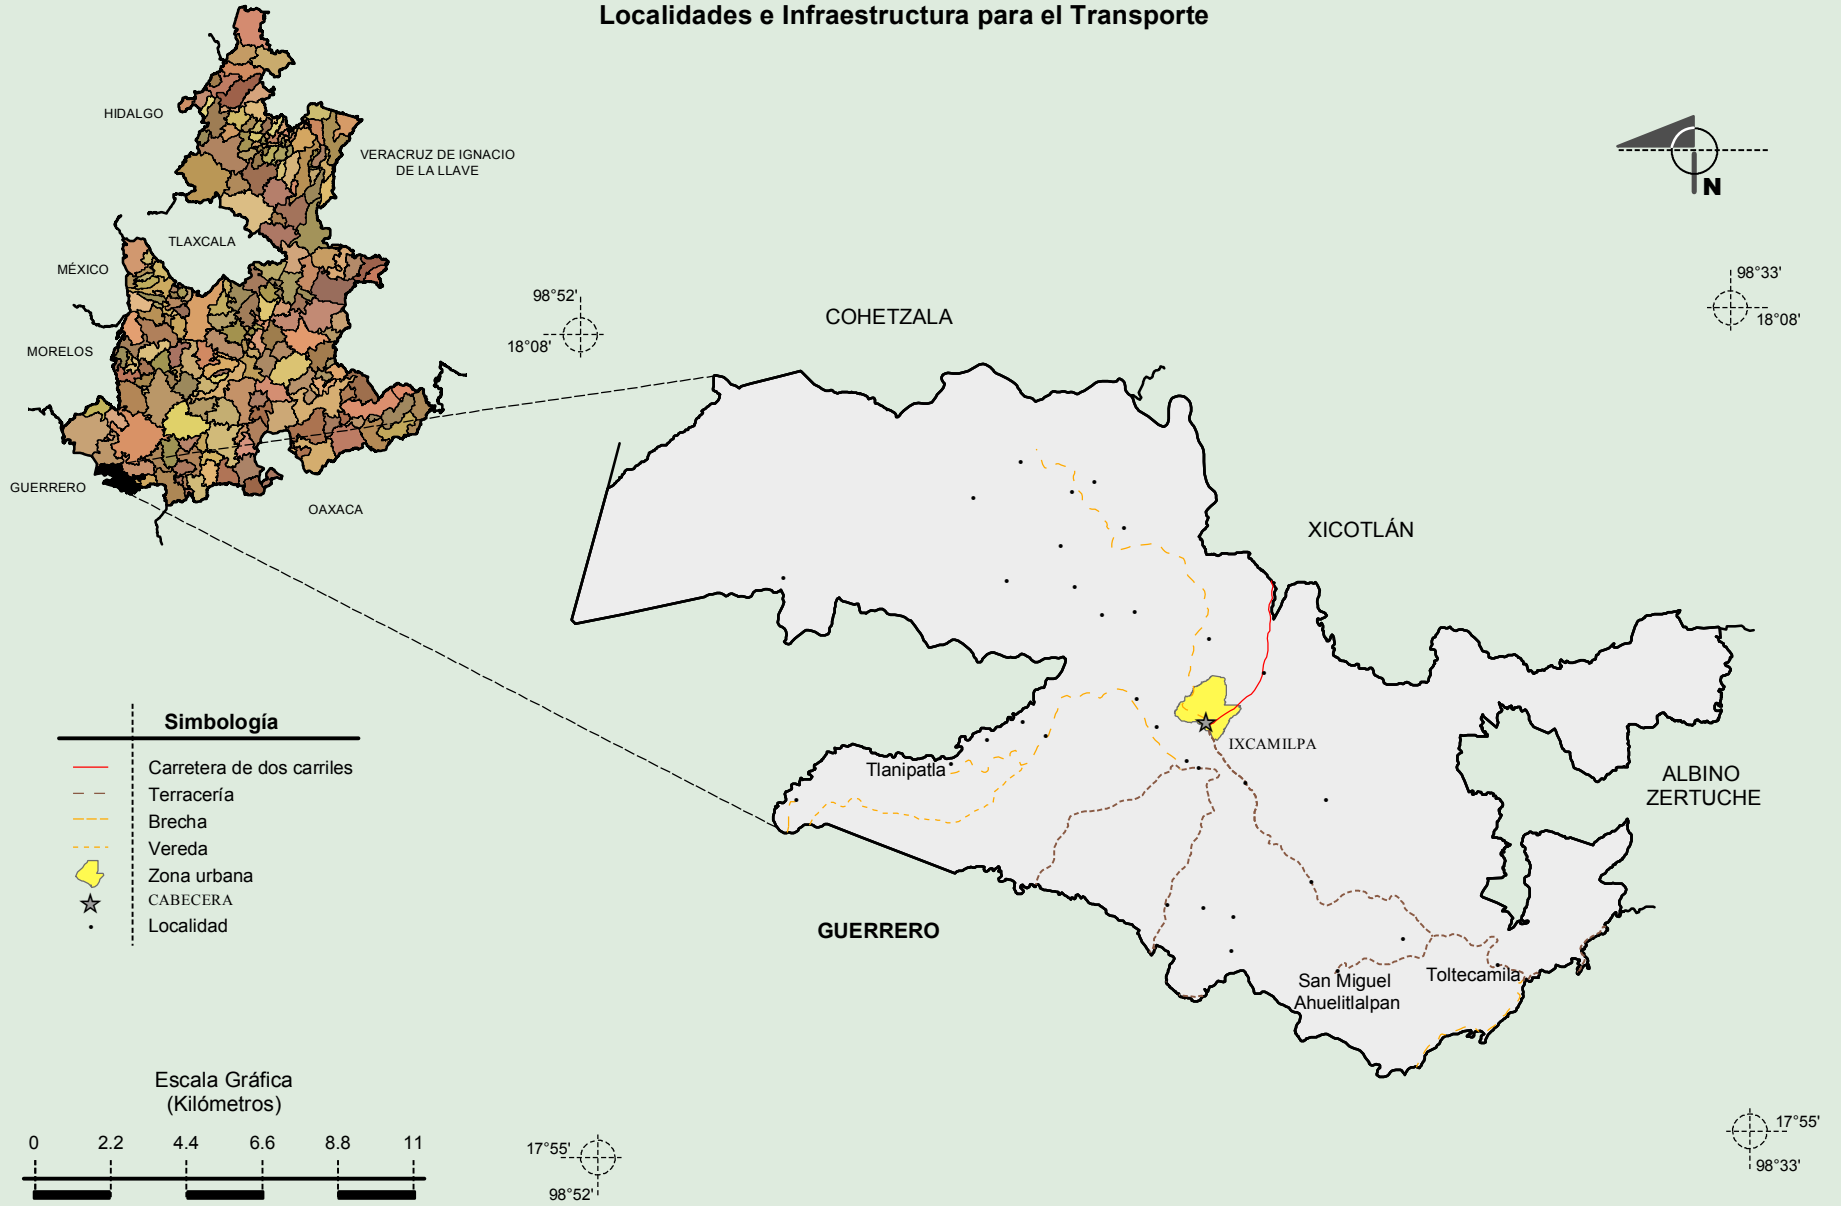 Localidades e Infraestructura para el Transporte
HIDALGO
VERACRUZ DE IGNACIO
DE LA LLAVE
TLAXCALA
MÉXICO
MORELOS
GUERRERO
OAXACA
N
98°52'
18°08'
98°33'
18°08'
COHETZALA
XICOTLÁN
IXCAMILPA
Tlanipatla
ALBINO
ZERTUCHE
GUERRERO
San Miguel
Ahuelitlalpan
Toltecamila
Simbología
Carretera de dos carriles
Terracería
Brecha
Vereda
Zona urbana
CABECERA
Localidad
Escala Gráfica
(Kilómetros)
0 2.2 4.4 6.6 8.8 11
17°55'
98°52'
17°55'
98°33'